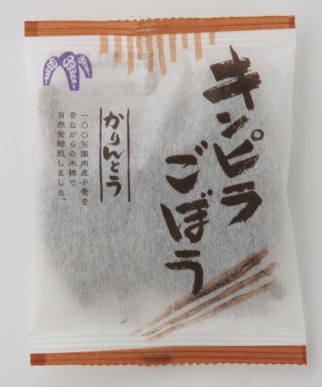 キンピラ
ごぼう
かりんとう
一〇〇％国内産小麦を
昔ながらの木桶で
自然発酵致しました。